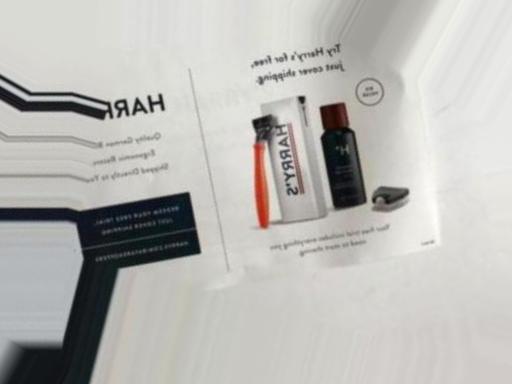 Try Harry's for free,
just cover shipping.
HARRY'S
H'
Your free trial includes everything you
need to start shaving.
HARR
Quality German B
Ergonomic Razors.
Shipped Directly to You
REDEEM YOUR FREE TRIAL,
JUST COVER SHIPPING